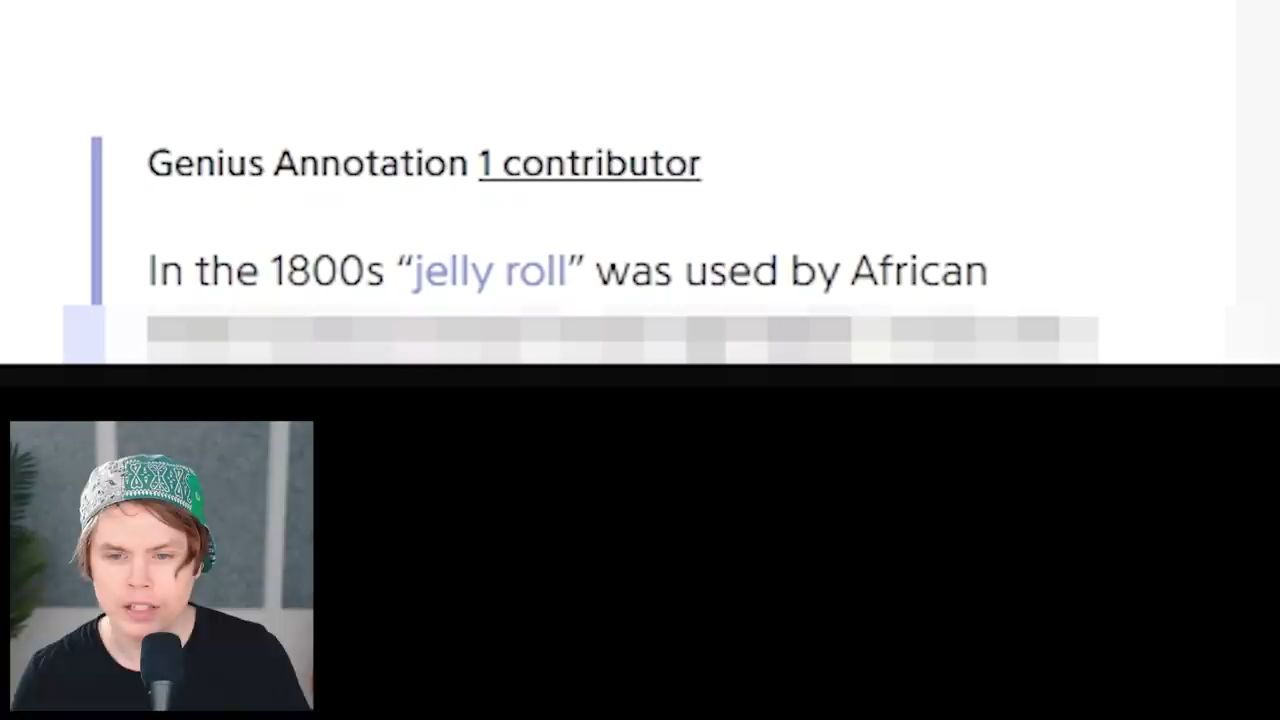 Genius Annotation 1 contributor
In the 1800s “jelly roll” was used by African